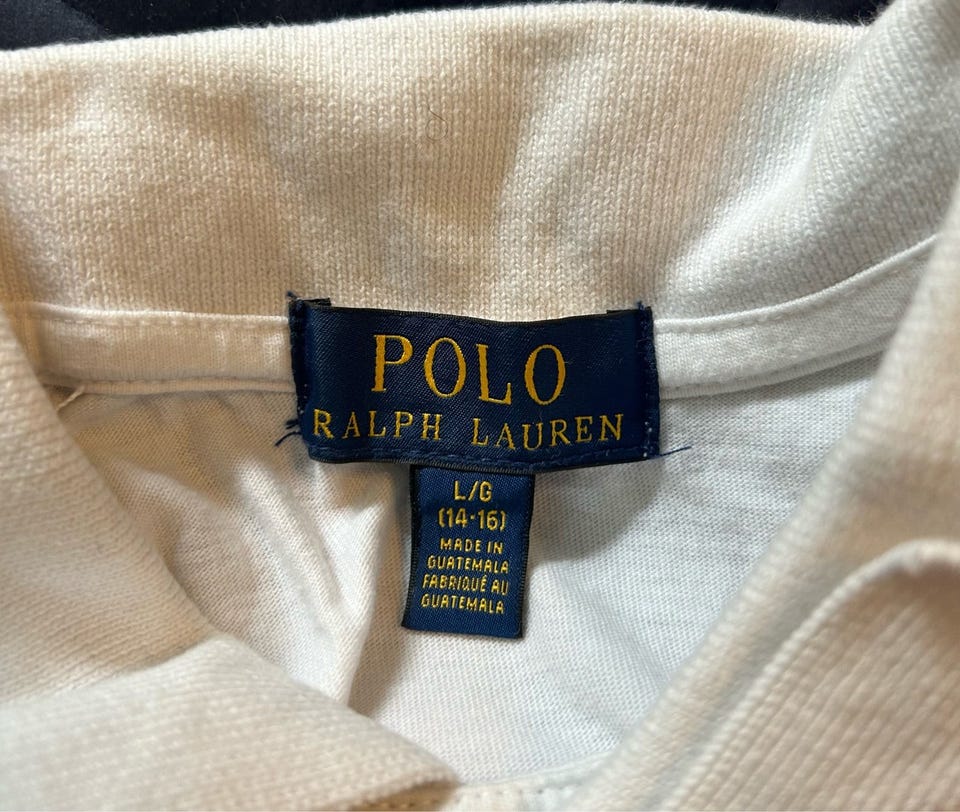 POLO
RALPH LAUREN
L/G
(14-16)
MADE IN
GUATEMALA
FABRIQUÉ AU
GUATEMALA